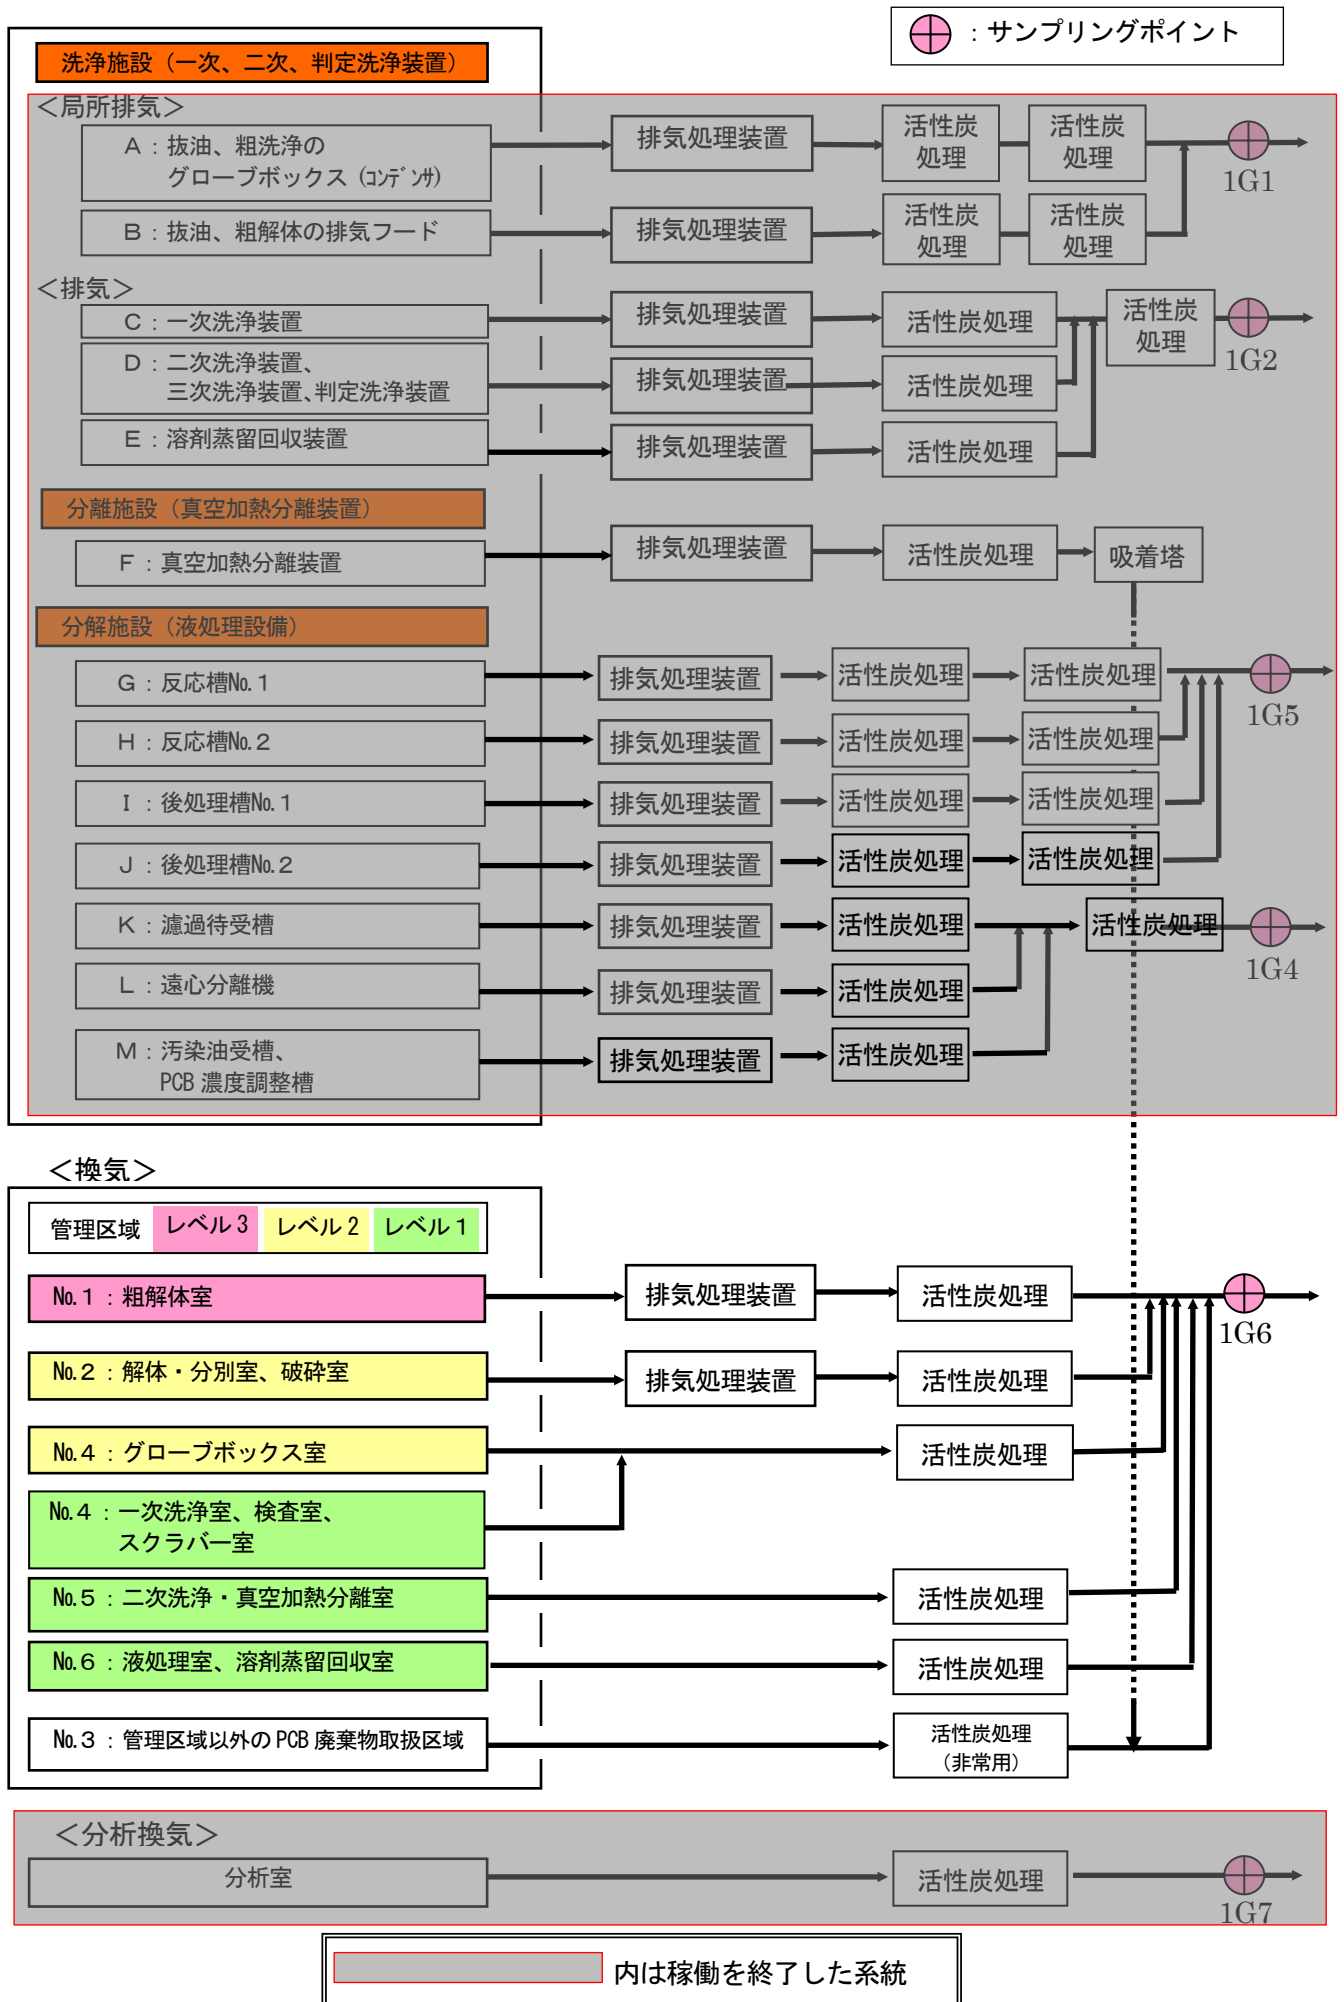 ：サンプリングポイント
洗浄施設（一次、二次、判定洗浄装置）
＜局所排気＞
A：抜油、粗洗浄の
グローブボックス（ｺﾝﾃﾞﾝｻ）
排気処理装置
活性炭
処理
活性炭
処理
1G1
B：抜油、粗解体の排気フード
排気処理装置
活性炭
処理
活性炭
処理
＜排気＞
C：一次洗浄装置
排気処理装置
活性炭処理
活性炭
処理
1G2
D：二次洗浄装置、
三次洗浄装置、判定洗浄装置
排気処理装置
活性炭処理
E：溶剤蒸留回収装置
排気処理装置
活性炭処理
分離施設（真空加熱分離装置）
F：真空加熱分離装置
排気処理装置
活性炭処理
吸着塔
分解施設（液処理設備）
G：反応槽№1
排気処理装置
活性炭処理
活性炭処理
1G5
H：反応槽№2
排気処理装置
活性炭処理
活性炭処理
I：後処理槽№1
排気処理装置
活性炭処理
活性炭処理
J：後処理槽№2
排気処理装置
活性炭処理
活性炭処理
K：濾過待受槽
排気処理装置
活性炭処理
活性炭処理
1G4
L：遠心分離機
排気処理装置
活性炭処理
M：汚染油受槽、
PCB濃度調整槽
排気処理装置
活性炭処理
＜換気＞
管理区域 レベル3 レベル2 レベル1
№1：粗解体室
排気処理装置
活性炭処理
1G6
№2：解体・分別室、破砕室
排気処理装置
活性炭処理
№4：グローブボックス室
活性炭処理
№4：一次洗浄室、検査室、
スクラバー室
№5：二次洗浄・真空加熱分離室
活性炭処理
№6：液処理室、溶剤蒸留回収室
活性炭処理
№3：管理区域以外のPCB廃棄物取扱区域
活性炭処理
（非常用）
＜分析換気＞
分析室
活性炭処理
1G7
内は稼働を終了した系統